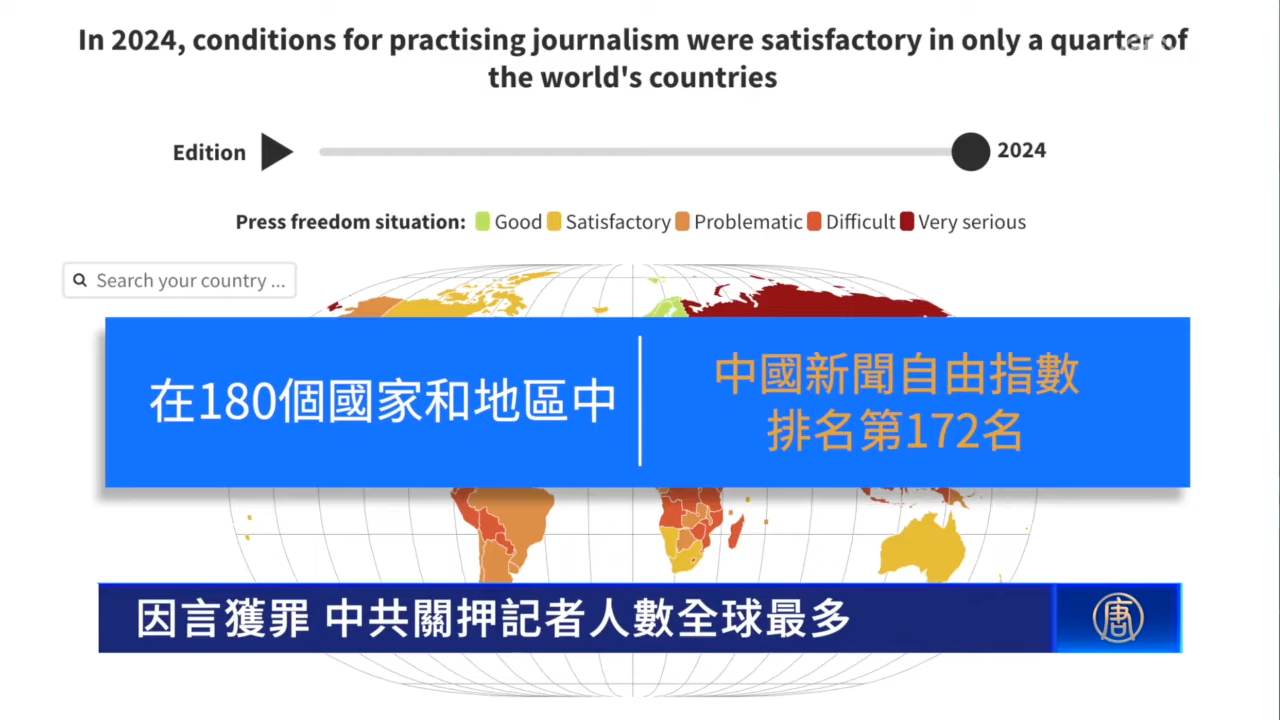 In 2024, conditions for practising journalism were satisfactory in only a quarter of
the world's countries
Edition
2024
Press freedom situation: Good Satisfactory Problematic Difficult Very serious
Search your country ...
在180個國家和地區中
中國新聞自由指數
排名第172名
因言獲罪 中共關押記者人數全球最多
唐